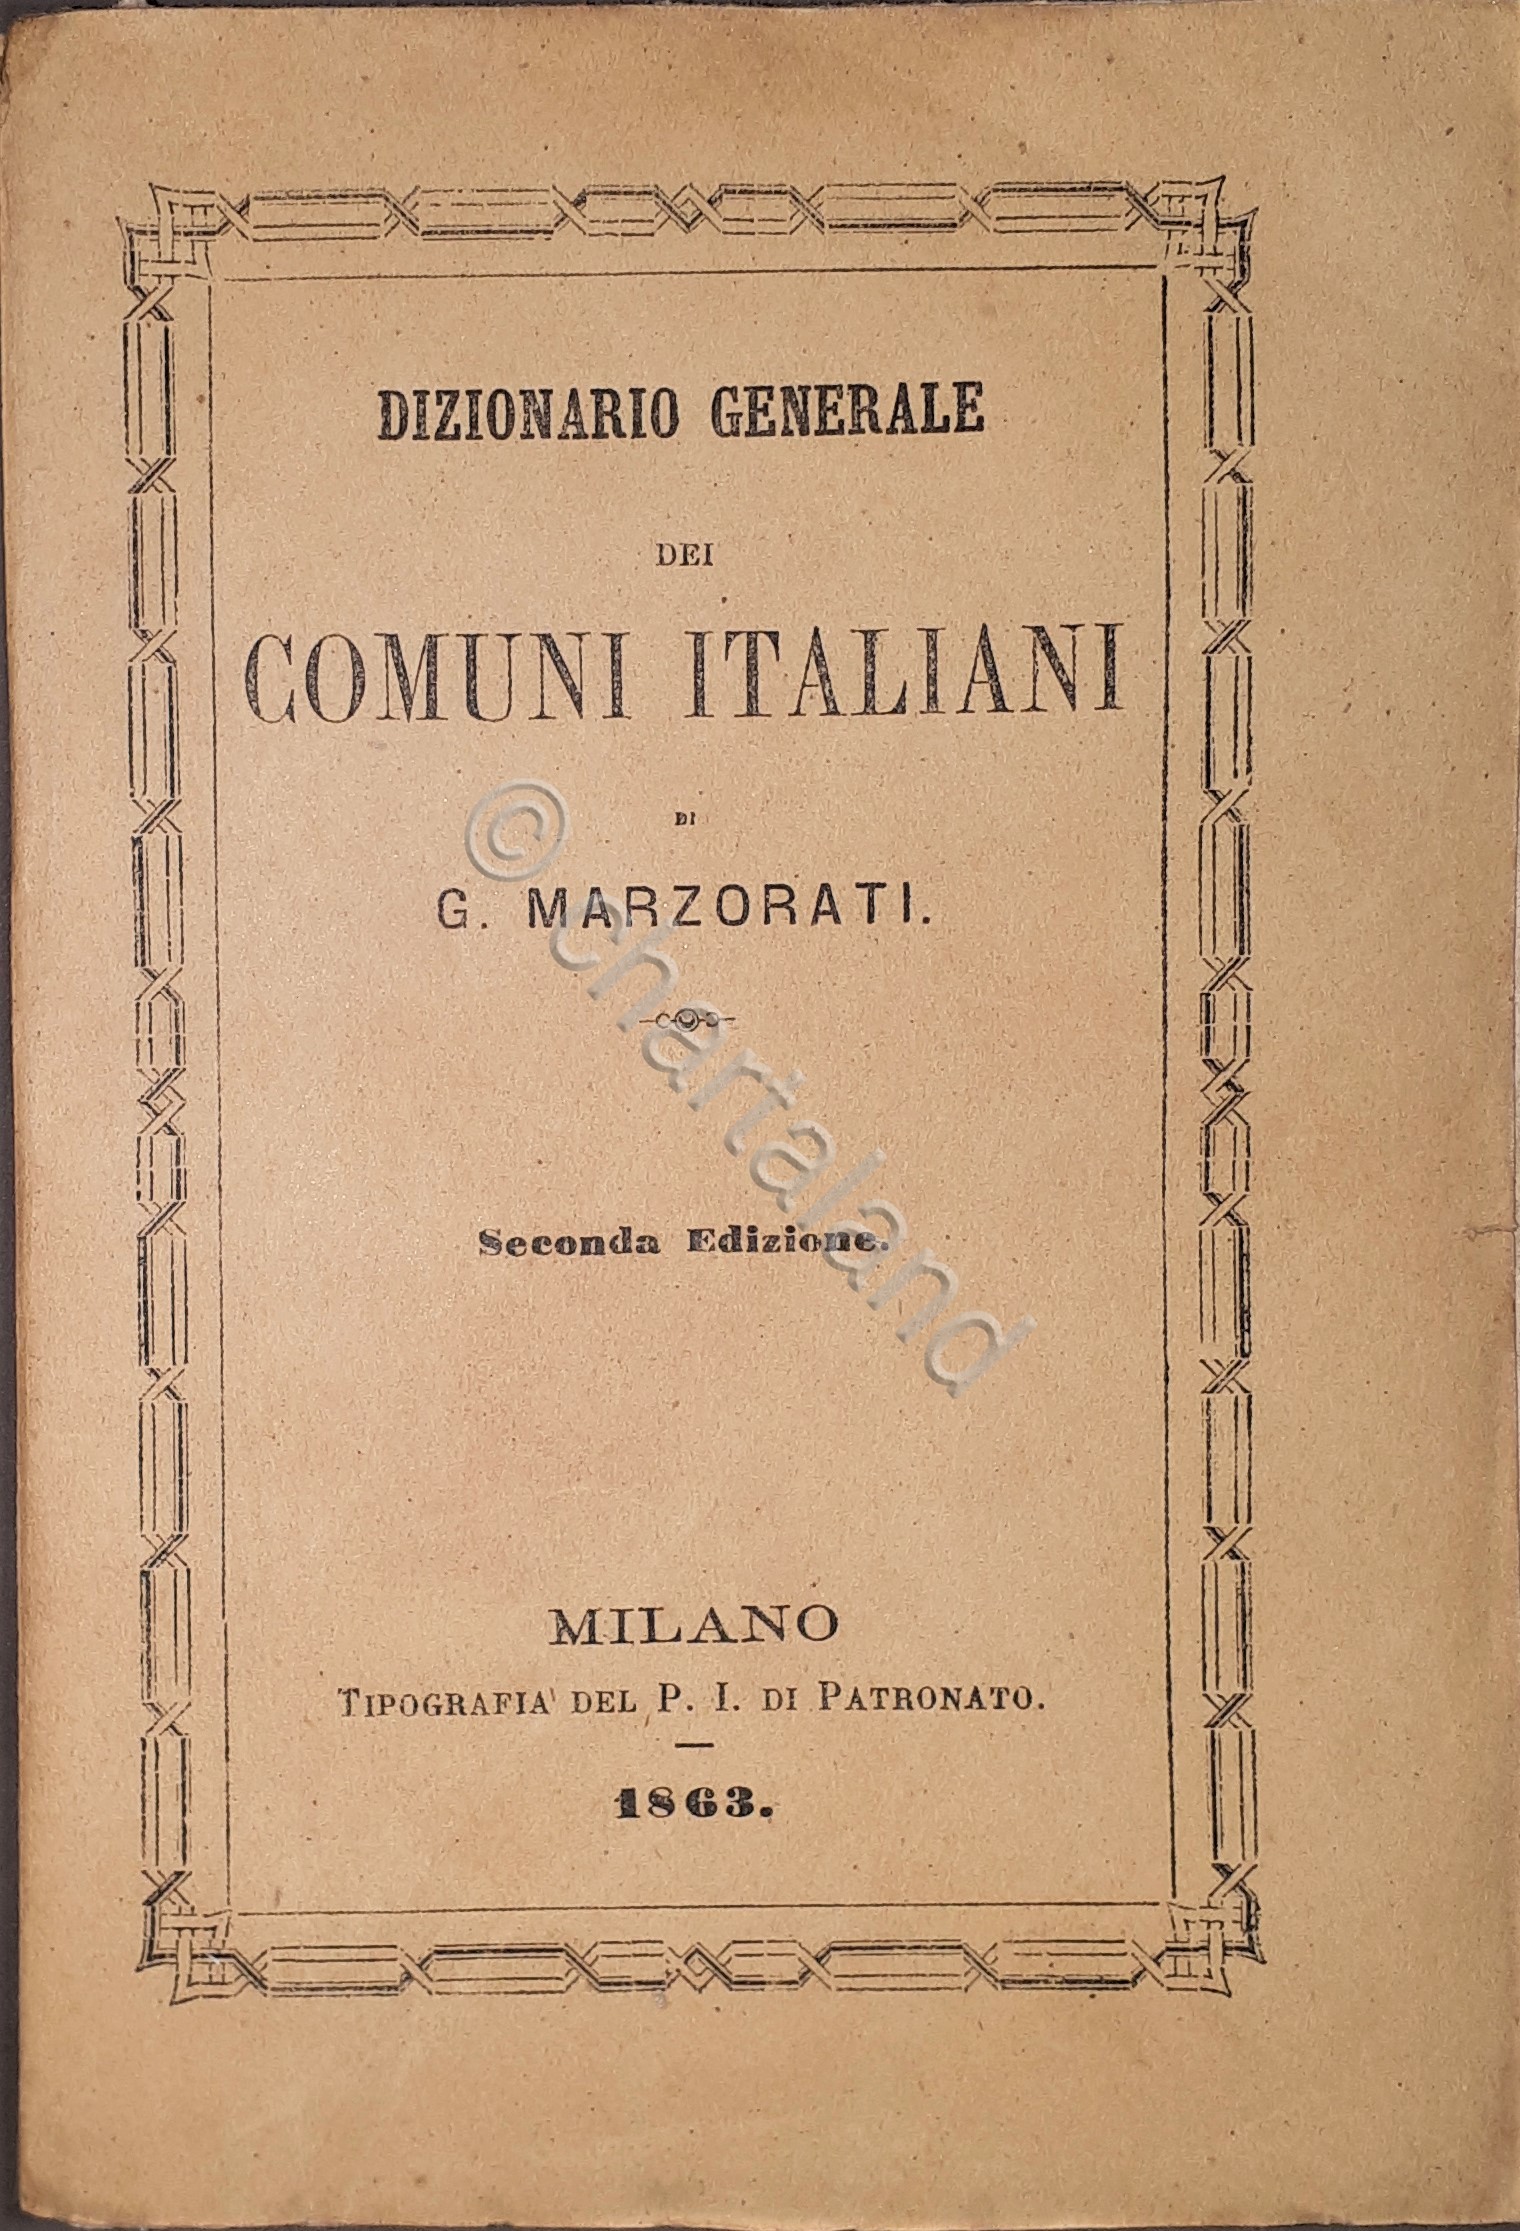 DIZIONARIO GENERALE
DEI
COMUNI ITALIANI
DI
G. MARZORATI.
© chartaland
Seconda Edizione.
MILANO
TIPOGRAFIA DEL P. I. DI PATRONATO.
1863.